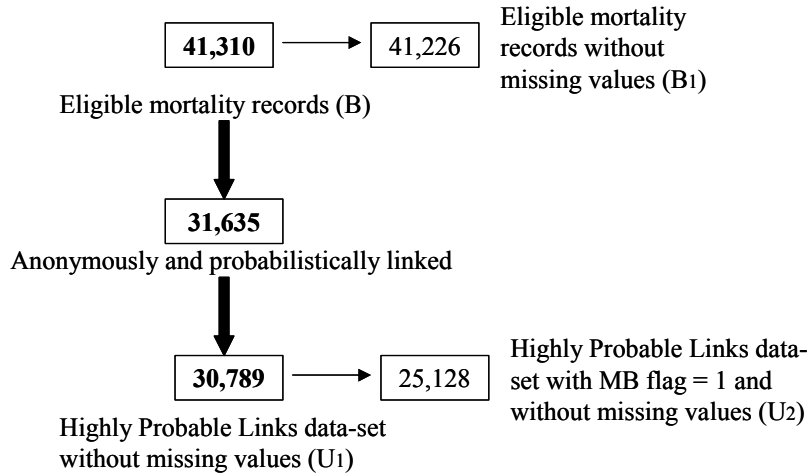 41,310
41,226
Eligible mortality
records without
missing values (B1)
Eligible mortality records (B)
31,635
Anonymously and probabilistically linked
30,789
25,128
Highly Probable Links data-
set with MB flag = 1 and
without missing values (U2)
Highly Probable Links data-set
without missing values (U1)